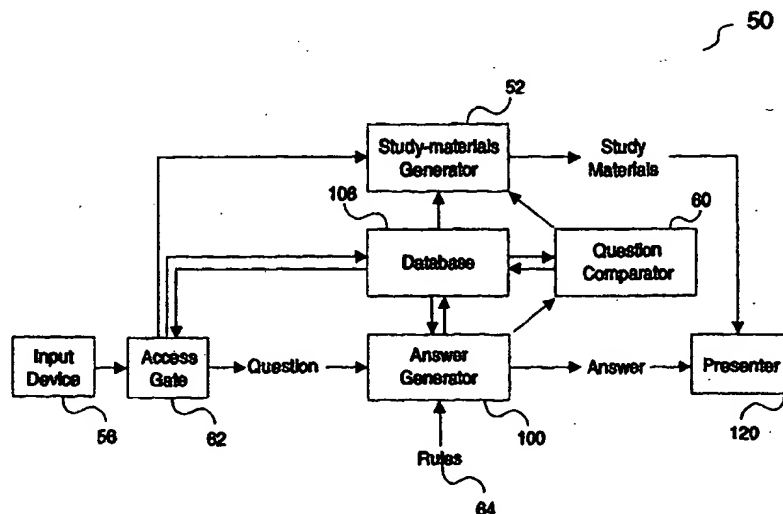 50
52
Study-materials
Generator
Study
Materials
106
60
Database
Question
Comparator
Input
Device
Access
Gate
Question
Answer
Generator
Answer
Presenter
56
62
100
120
Rules
64